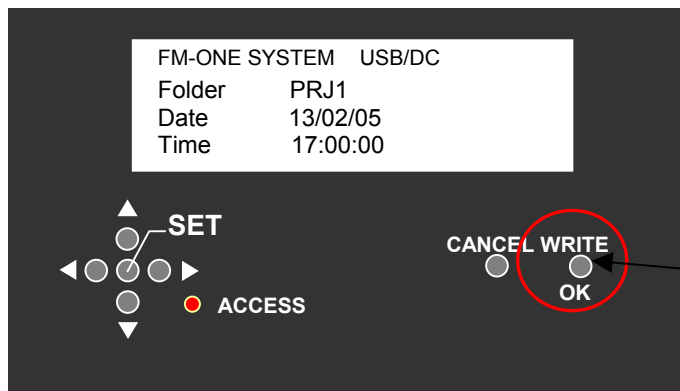 FM-ONE SYSTEM USB/DC
Folder PRJ1
Date 13/02/05
Time 17:00:00
SET
CANCEL WRITE
OK
ACCESS